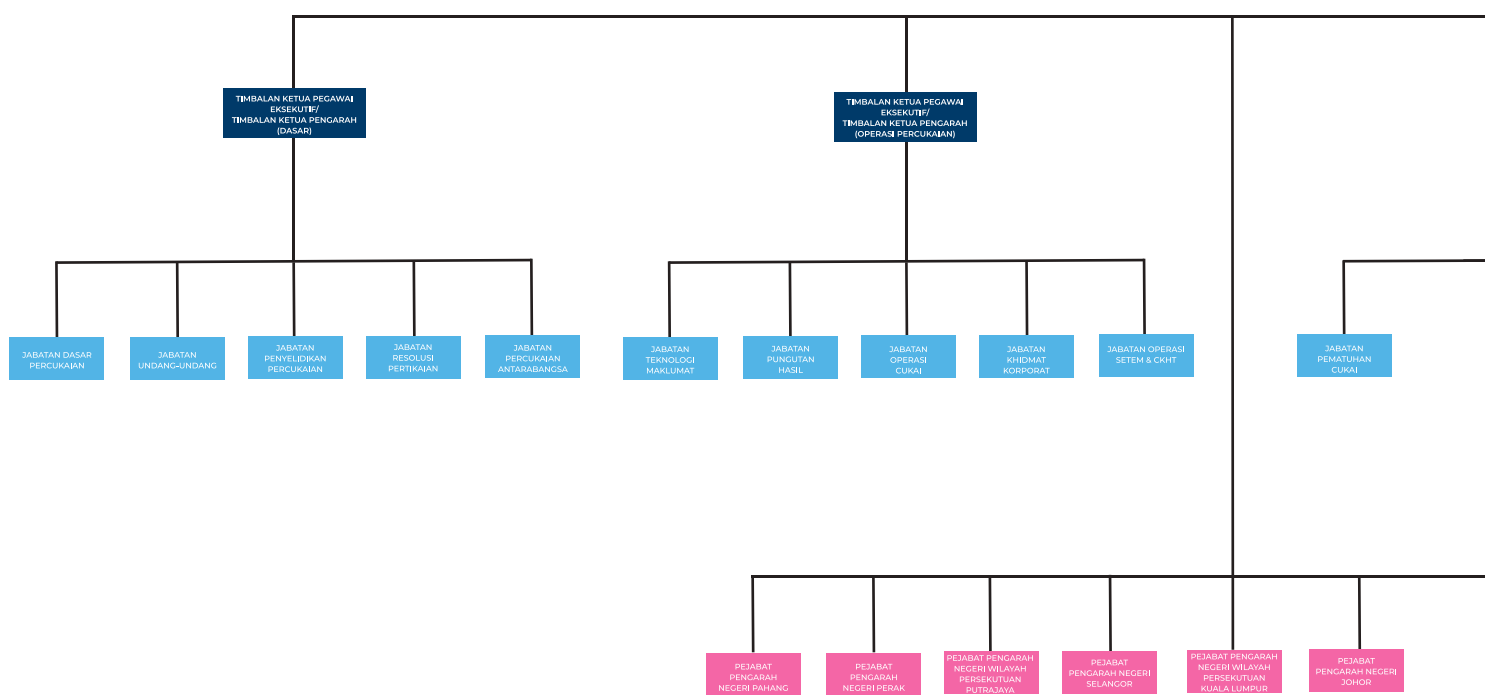 TIMBALAN KETUA PEGAWAI
EKSEKUTIF/
TIMBALAN KETUA PENGARAH
(DASAR)
TIMBALAN KETUA PEGAWAI
EKSEKUTIF/
TIMBALAN KETUA PENGARAH
(OPERASI PERCUKAIAN)
JABATAN DASAR
PERCUKAIAN
JABATAN
UNDANG-UNDANG
JABATAN
PENYELIDIKAN
PERCUKAIAN
JABATAN
RESOLUSI
PERTIKAIAN
JABATAN
PERCUKAIAN
ANTARABANGSA
JABATAN
TEKNOLOGI
MAKLUMAT
JABATAN
PUNGUTAN
HASIL
JABATAN
OPERASI
CUKAI
JABATAN
KHIDMAT
KORPORAT
JABATAN OPERASI
SETEM & CKHT
JABATAN
PEMATUHAN
CUKAI
PEJABAT
PENGARAH
NEGERI PAHANG
PEJABAT
PENGARAH
NEGERI PERAK
PEJABAT PENGARAH
NEGERI WILAYAH
PERSEKUTUAN
PUTRAJAYA
PEJABAT
PENGARAH NEGERI
SELANGOR
PEJABAT PENGARAH
NEGERI WILAYAH
PERSEKUTUAN
KUALA LUMPUR
PEJABAT
PENGARAH NEGERI
JOHOR